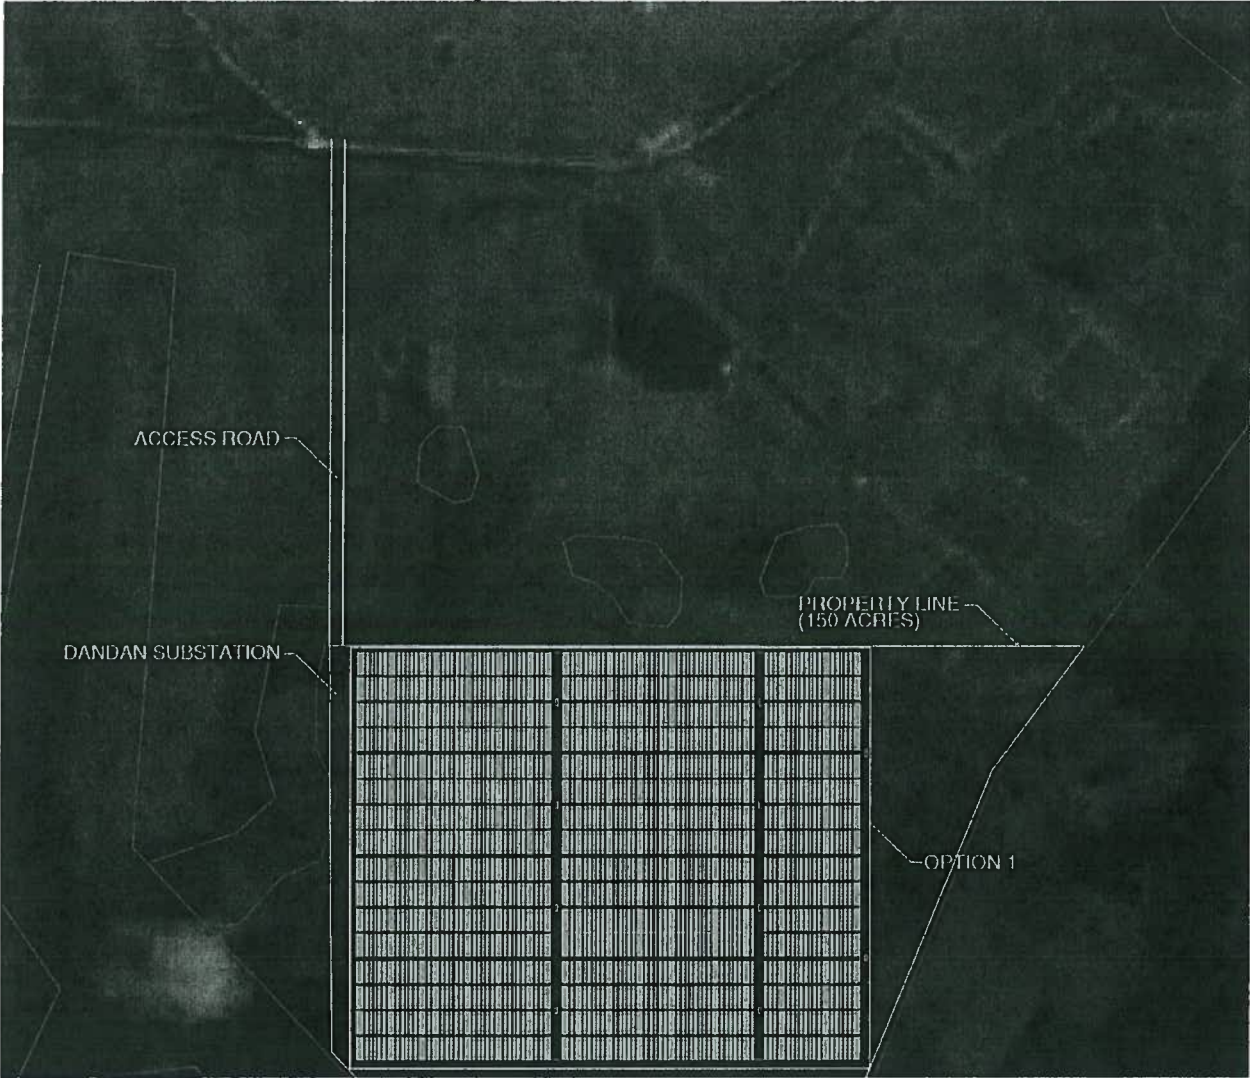 ACCESS ROAD
PROPERTY LINE
(150 ACRES)
DANDAN SUBSTATION
OPTION 1